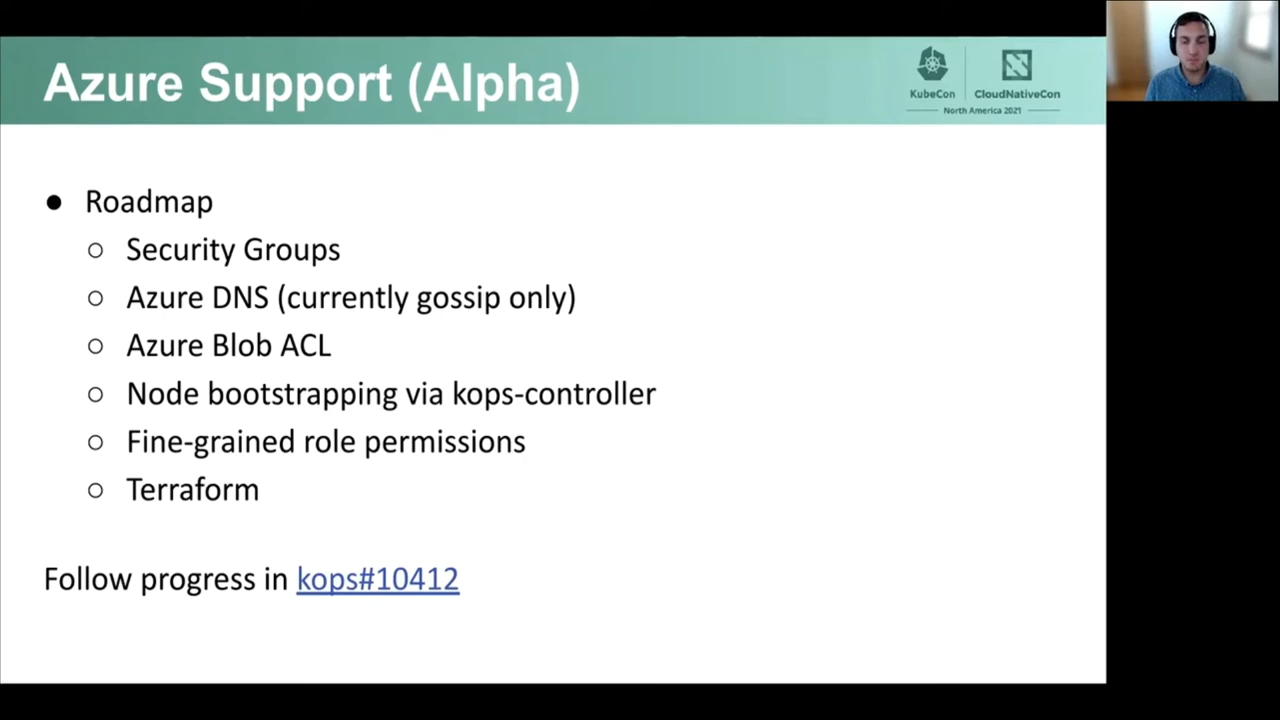 Azure Support (Alpha)
KubeCon
CloudNativeCon
North America 2021
● Roadmap
○ Security Groups
○ Azure DNS (currently gossip only)
○ Azure Blob ACL
○ Node bootstrapping via kops-controller
○ Fine-grained role permissions
○ Terraform
Follow progress in kops#10412